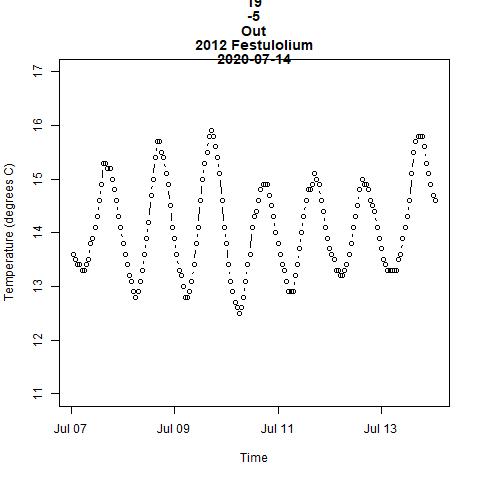 19
-5
Out
2012 Festulolium
2020-07-14
17
16
15
14
13
12
11
Temperature (degrees C)
Jul 07
Jul 09
Jul 11
Jul 13
Time